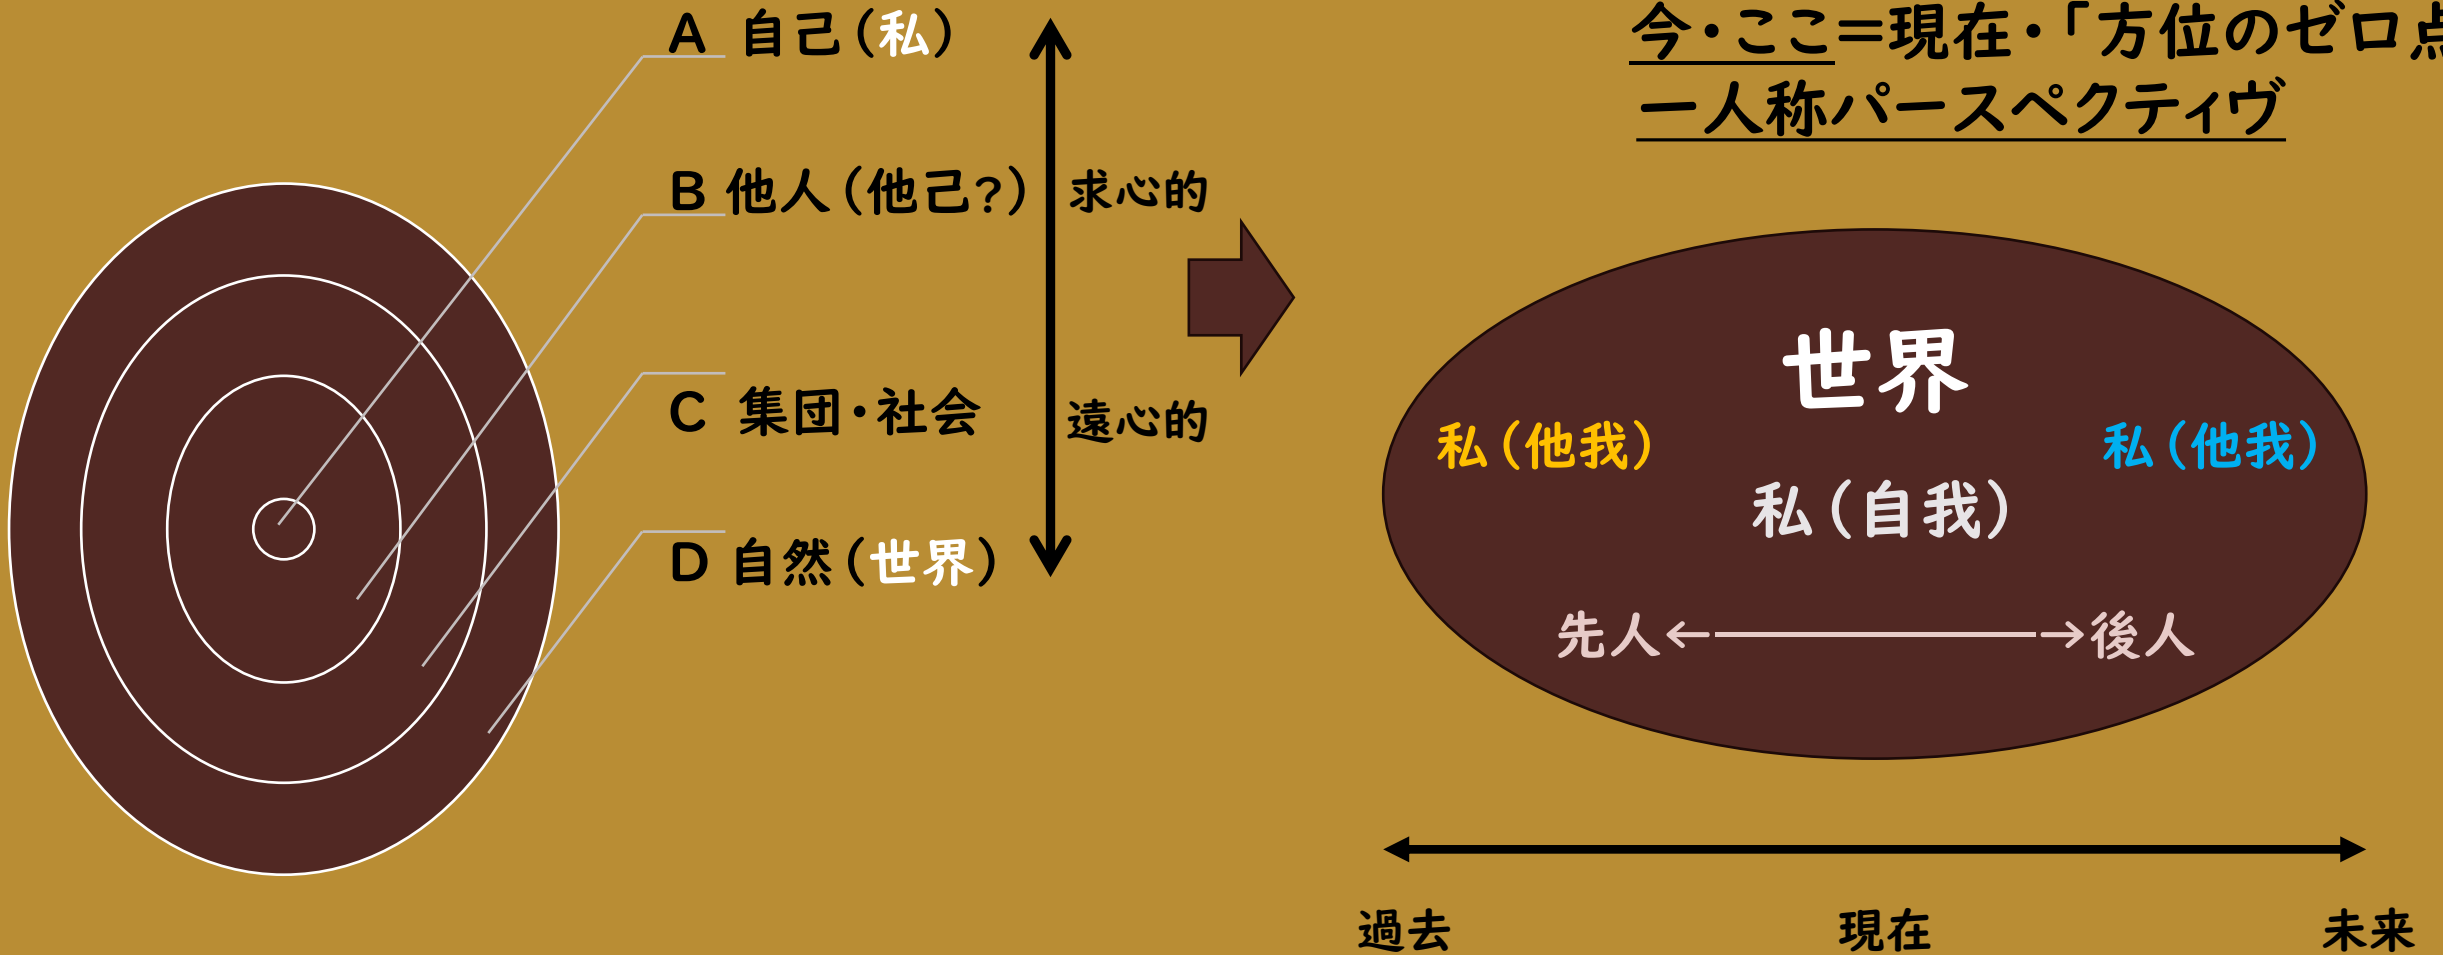 A 自己(私)
B 他人(他己?)
C 集団・社会
D 自然(世界)
求心的
遠心的
今・ここ=現在・「方位のゼロ点
一人称パースペクティヴ
世界
私(他我)
私(他我)
私(自我)
先人←――→後人
過去
現在
未来